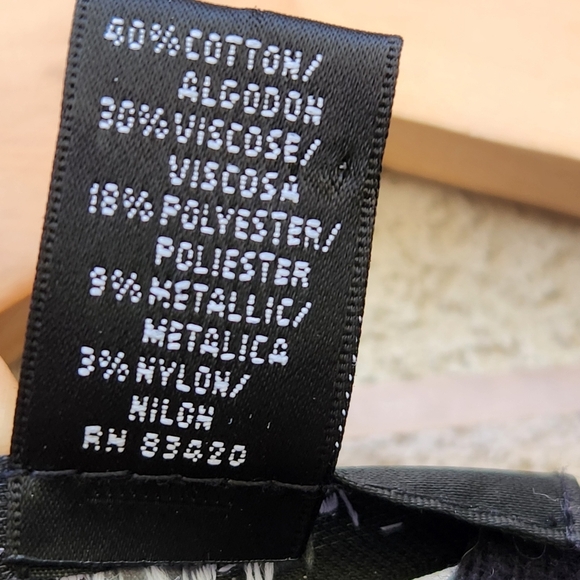 40% COTTON/
ALGODON
30% VISCOSE/
VISCOSA
18% POLYESTER/
POLIESTER
9% METALLIC/
METALICA
3% NYLON/
NILON
RN 83420